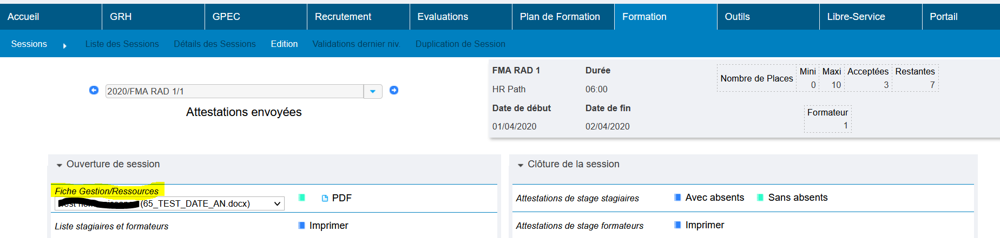 Accueil GRH GPEC Recrutement Evaluations Plan de Formation Formation Outils Libre-Service Portail
Sessions Liste des Sessions Détails des Sessions Edition Validations dernier niv. Duplication de Session
2020/FMA RAD 1/1
Attestations envoyées
FMA RAD 1 Durée
HR Path 06:00
Date de début Date de fin
01/04/2020 02/04/2020
Nombre de Places Mini Maxi Acceptées Restantes
0 10 3 7
Formateur
1
Ouverture de session
Fiche Gestion/Ressources
(65_TEST_DATE_AN.docx) PDF
Liste stagiaires et formateurs Imprimer
Clôture de la session
Attestations de stage stagiaires Avec absents Sans absents
Attestations de stage formateurs Imprimer